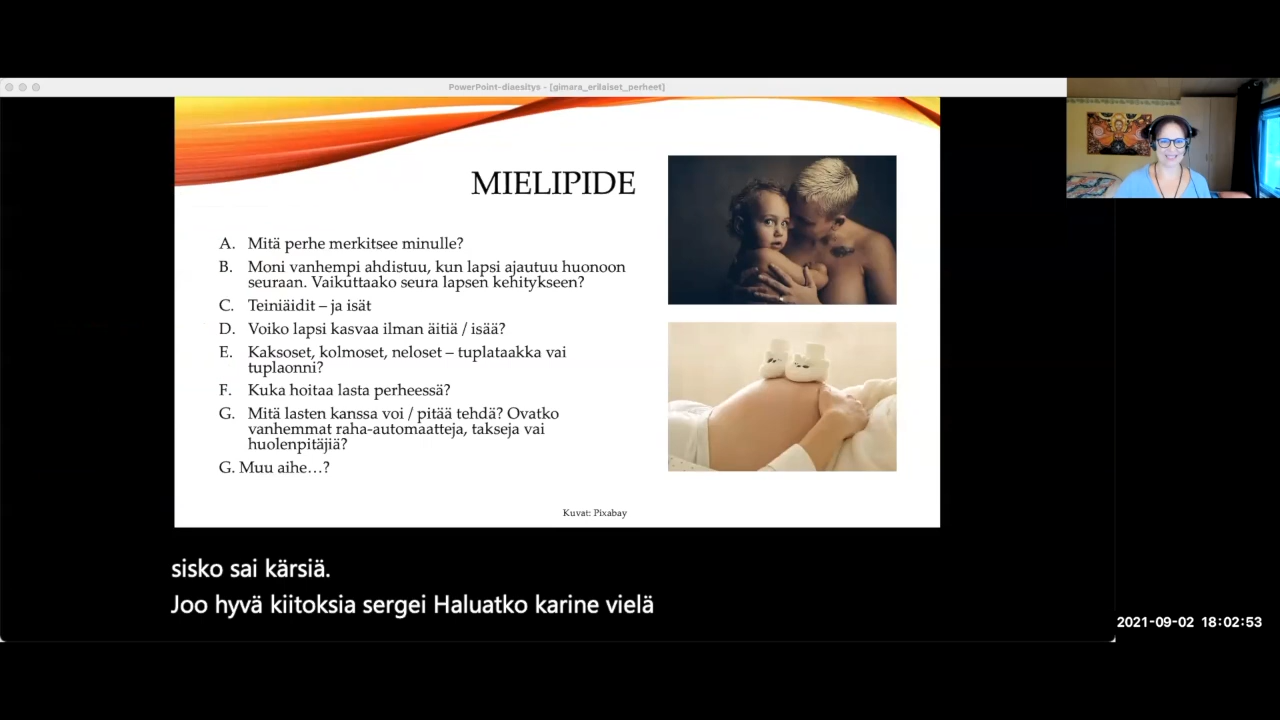 PowerPoint-diaesitys - [gimara_erilaiset_perheet]
MIELIPIDE
A. Mitä perhe merkitsee minulle?
B. Moni vanhempi ahdistuu, kun lapsi ajautuu huonoon
seuraan. Vaikuttaako seura lapsen kehitykseen?
C. Teiniäidit – ja isät
D. Voiko lapsi kasvaa ilman äitiä / isää?
E. Kaksoset, kolmoset, neloset – tuplataakka vai
tuplaonni?
F. Kuka hoitaa lasta perheessä?
G. Mitä lasten kanssa voi / pitää tehdä? Ovatko
vanhemmat raha-automaatteja, takseja vai
huolenpitäjiä?
G. Muu aihe…?
Kuvat: Pixabay
sisko sai kärsiä.
Joo hyvä kiitoksia sergei Haluatko karine vielä
2021-09-02 18:02:53